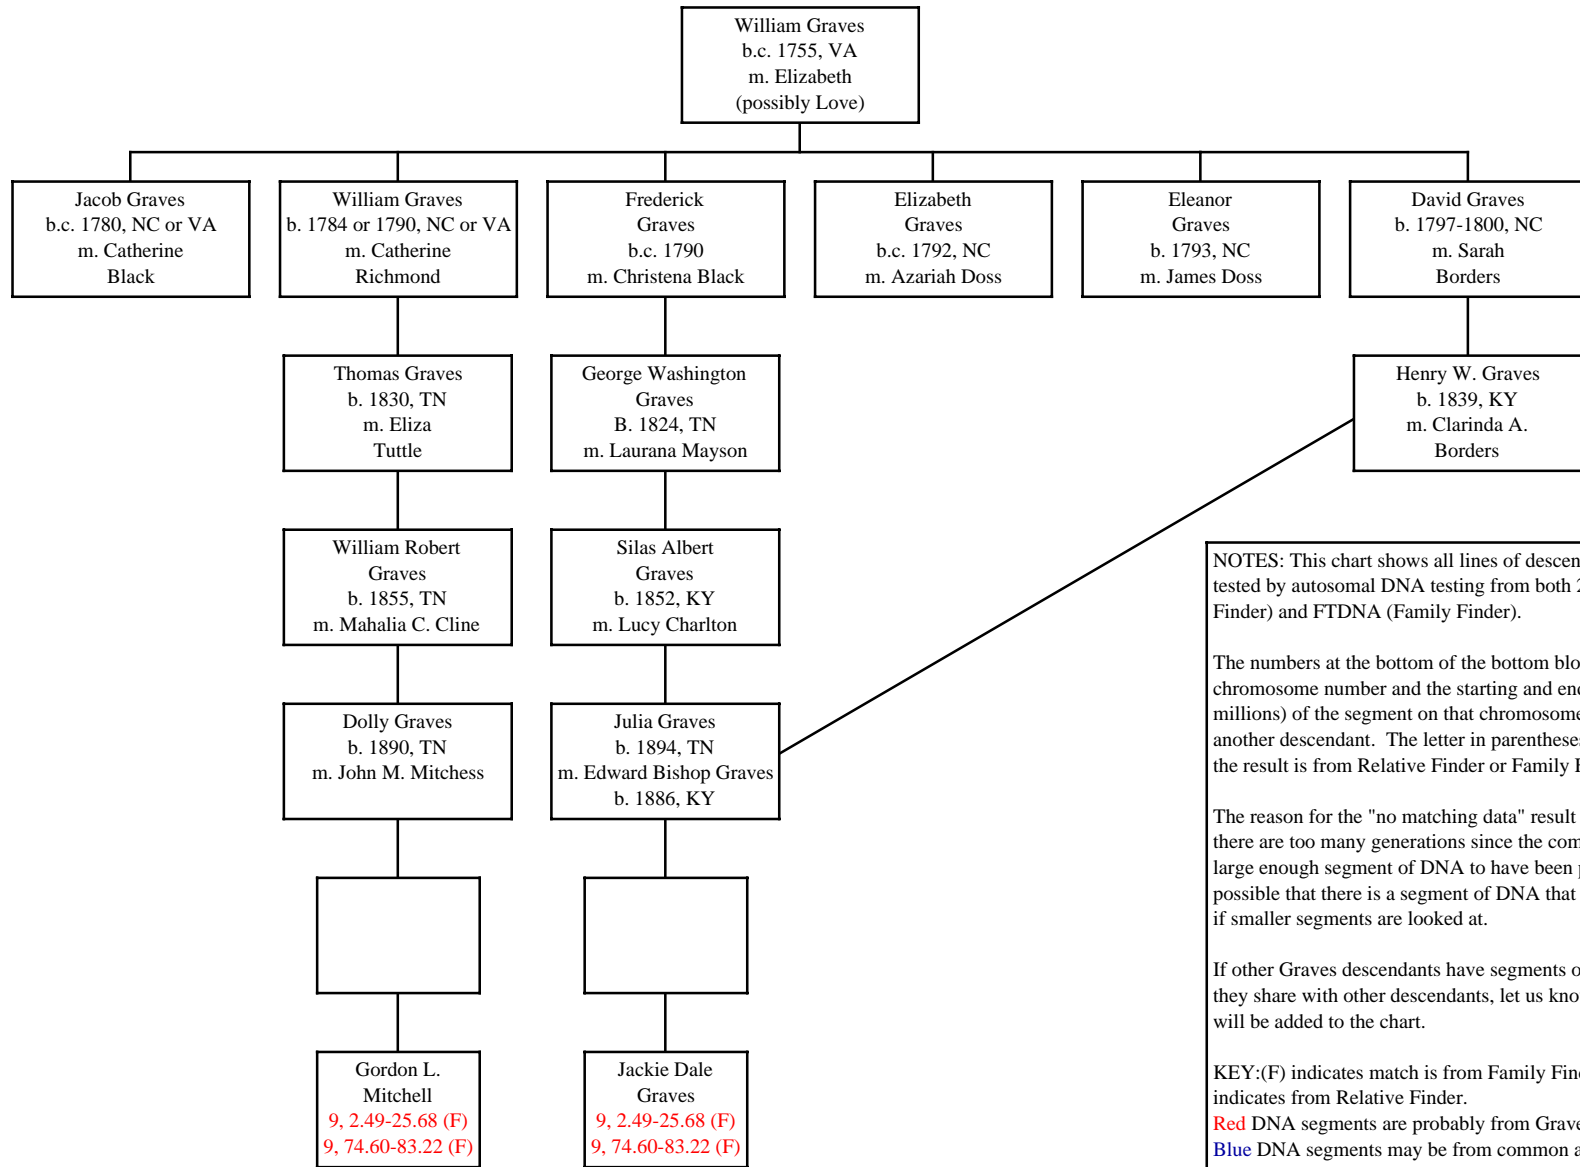 William Graves
b.c. 1755, VA
m. Elizabeth
(possibly Love)
Jacob Graves
b.c. 1780, NC or VA
m. Catherine
Black
William Graves
b. 1784 or 1790, NC or VA
m. Catherine
Richmond
Frederick
Graves
b.c. 1790
m. Christena Black
Elizabeth
Graves
b.c. 1792, NC
m. Azariah Doss
Eleanor
Graves
b. 1793, NC
m. James Doss
David Graves
b. 1797-1800, NC
m. Sarah
Borders
Thomas Graves
b. 1830, TN
m. Eliza
Tuttle
George Washington
Graves
B. 1824, TN
m. Laurana Mayson
Henry W. Graves
b. 1839, KY
m. Clarinda A.
Borders
William Robert
Graves
b. 1855, TN
m. Mahalia C. Cline
Silas Albert
Graves
b. 1852, KY
m. Lucy Charlton
Dolly Graves
b. 1890, TN
m. John M. Mitchess
Julia Graves
b. 1894, TN
m. Edward Bishop Graves
b. 1886, KY
Gordon L.
Mitchell
9, 2.49-25.68 (F)
9, 74.60-83.22 (F)
Jackie Dale
Graves
9, 2.49-25.68 (F)
9, 74.60-83.22 (F)
NOTES: This chart shows all lines of descen
tested by autosomal DNA testing from both 2
Finder) and FTDNA (Family Finder).
The numbers at the bottom of the bottom blo
chromosome number and the starting and end
millions) of the segment on that chromosome
another descendant. The letter in parentheses
the result is from Relative Finder or Family F
The reason for the "no matching data" result
there are too many generations since the com
large enough segment of DNA to have been p
possible that there is a segment of DNA that
if smaller segments are looked at.
If other Graves descendants have segments o
they share with other descendants, let us kno
will be added to the chart.
KEY:(F) indicates match is from Family Fin
indicates from Relative Finder.
Red DNA segments are probably from Grave
Blue DNA segments may be from common a